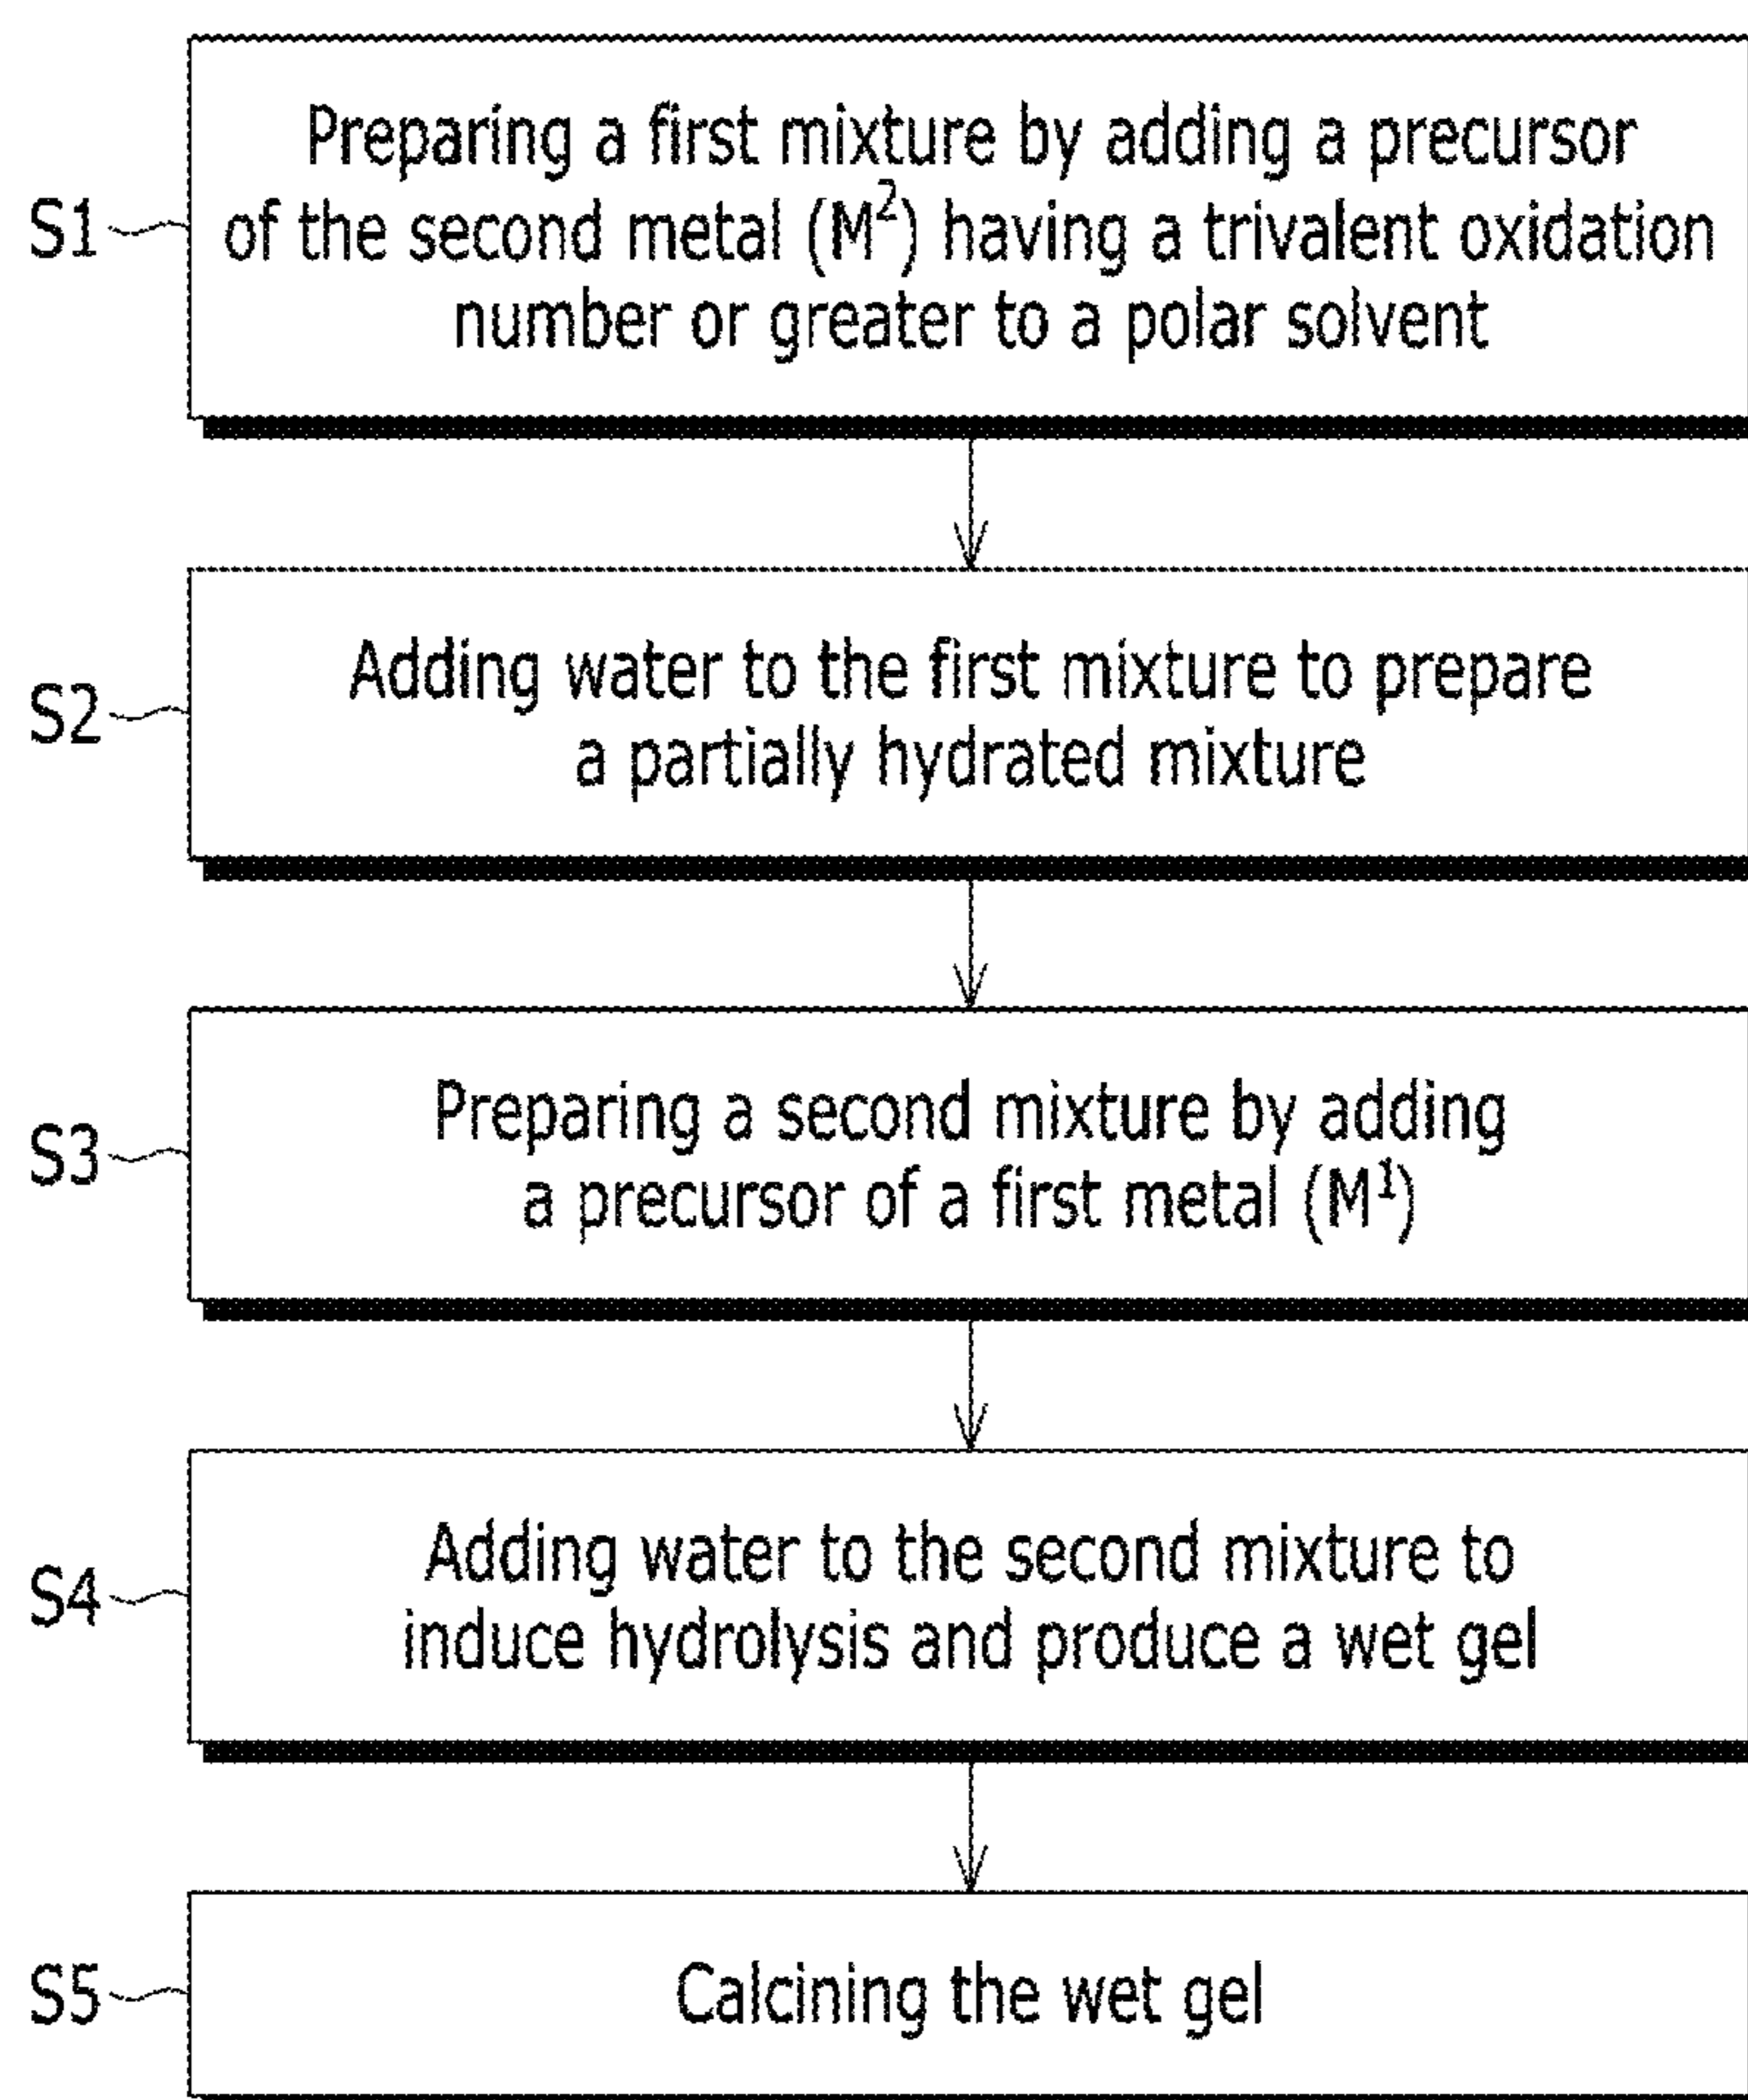 S1
Preparing a first mixture by adding a precursor
of the second metal (M²) having a trivalent oxidation
number or greater to a polar solvent
S2
Adding water to the first mixture to prepare
a partially hydrated mixture
S3
Preparing a second mixture by adding
a precursor of a first metal (M¹)
S4
Adding water to the second mixture to
induce hydrolysis and produce a wet gel
S5
Calcining the wet gel